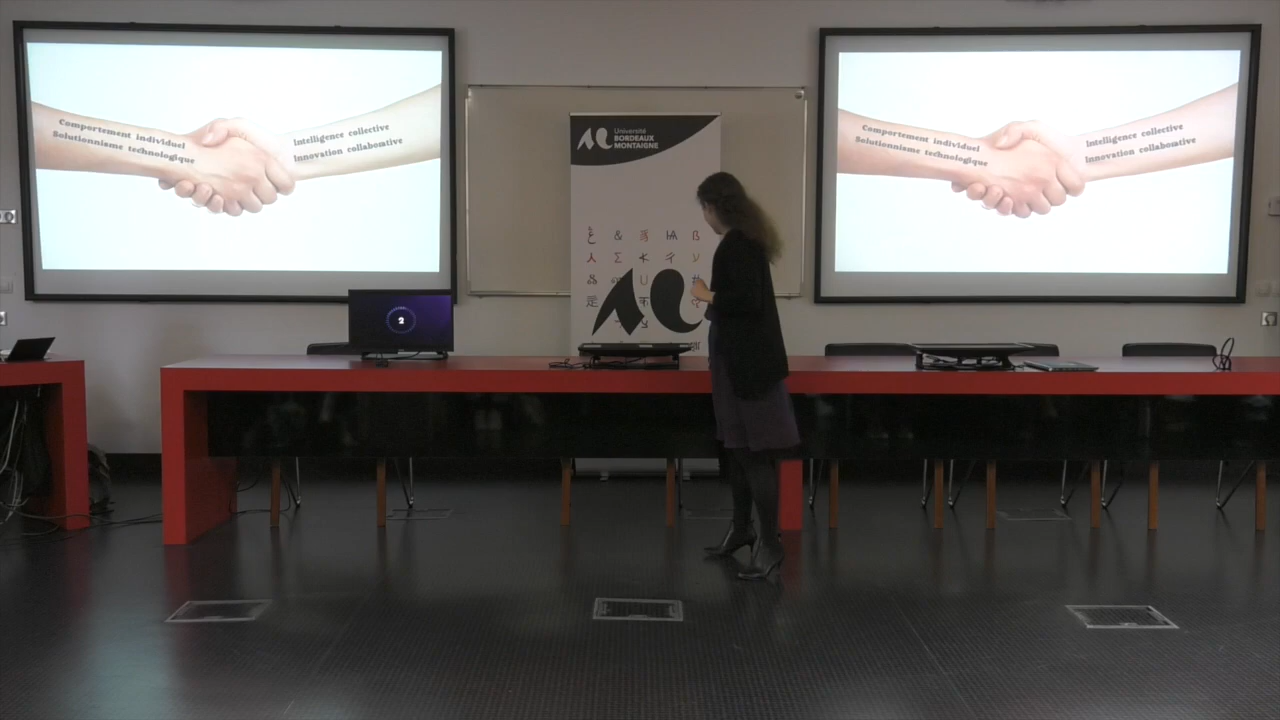 Comportement individuel
Solutionnisme technologique
Intelligence collective
Innovation collaborative
Université
BORDEAUX
MONTAIGNE
2
Comportement individuel
Solutionnisme technologique
Intelligence collective
Innovation collaborative